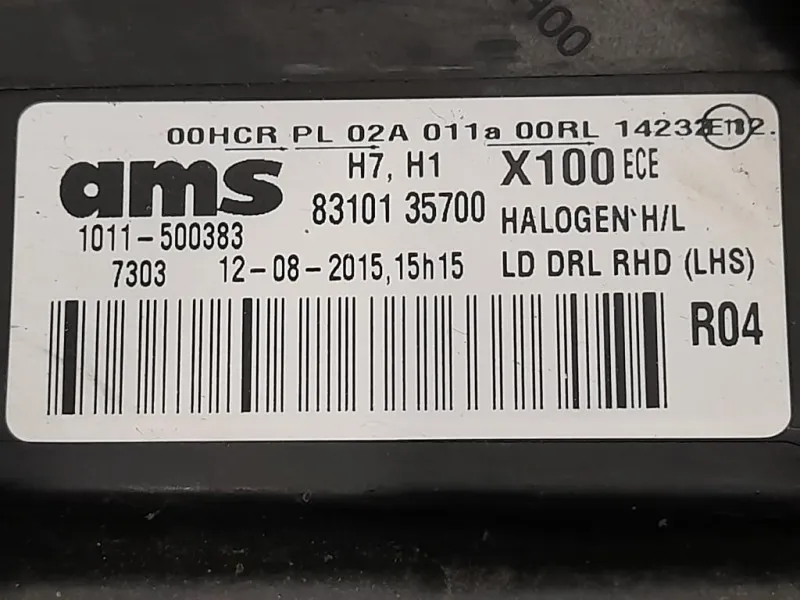 H00
00HCR PL 02A 011a 00RL 14232
ams H7, H1 X100 ECE
83101 35700 HALOGEN H/L
1011-500383
7303 12-08-2015,15h15 LD DRL RHD (LHS)
R04